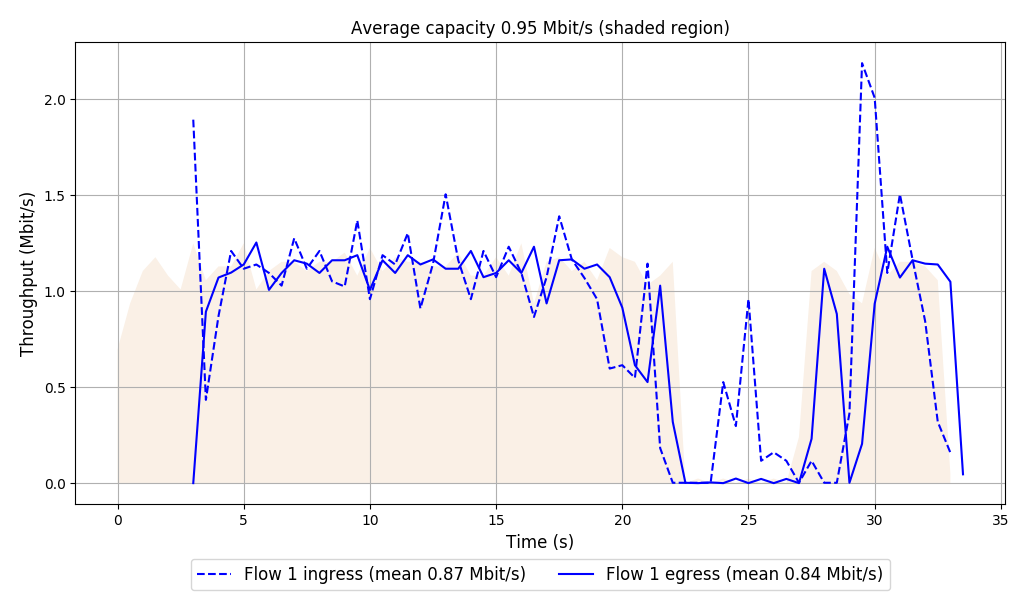 Average capacity 0.95 Mbit/s (shaded region)
Throughput (Mbit/s)
2.0
1.5
1.0
0.5
0.0
0 5 10 15 20 25 30 35
Time (s)
Flow 1 ingress (mean 0.87 Mbit/s) Flow 1 egress (mean 0.84 Mbit/s)